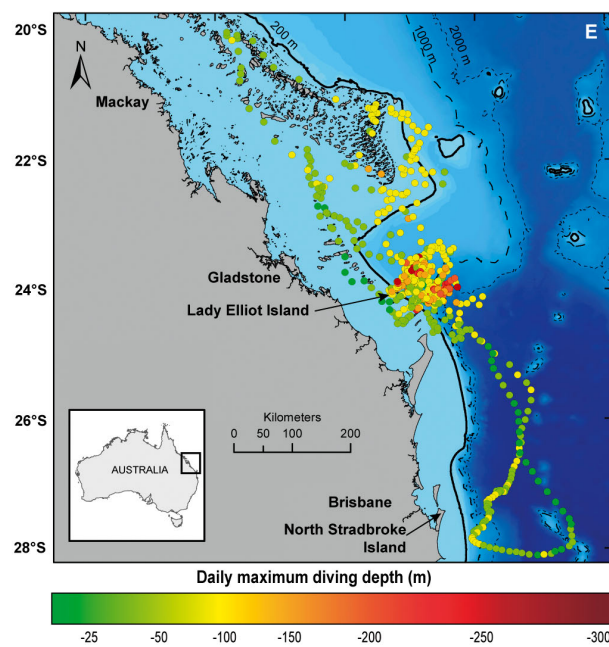 E
200 m
1000 m
2000 m
N
20°S
Mackay
22°S
Gladstone
24°S
Lady Elliot Island
26°S
Kilometers
0 50 100 200
AUSTRALIA
Brisbane
North Stradbroke
Island
28°S
Daily maximum diving depth (m)
-25 -50 -100 -150 -200 -250 -300